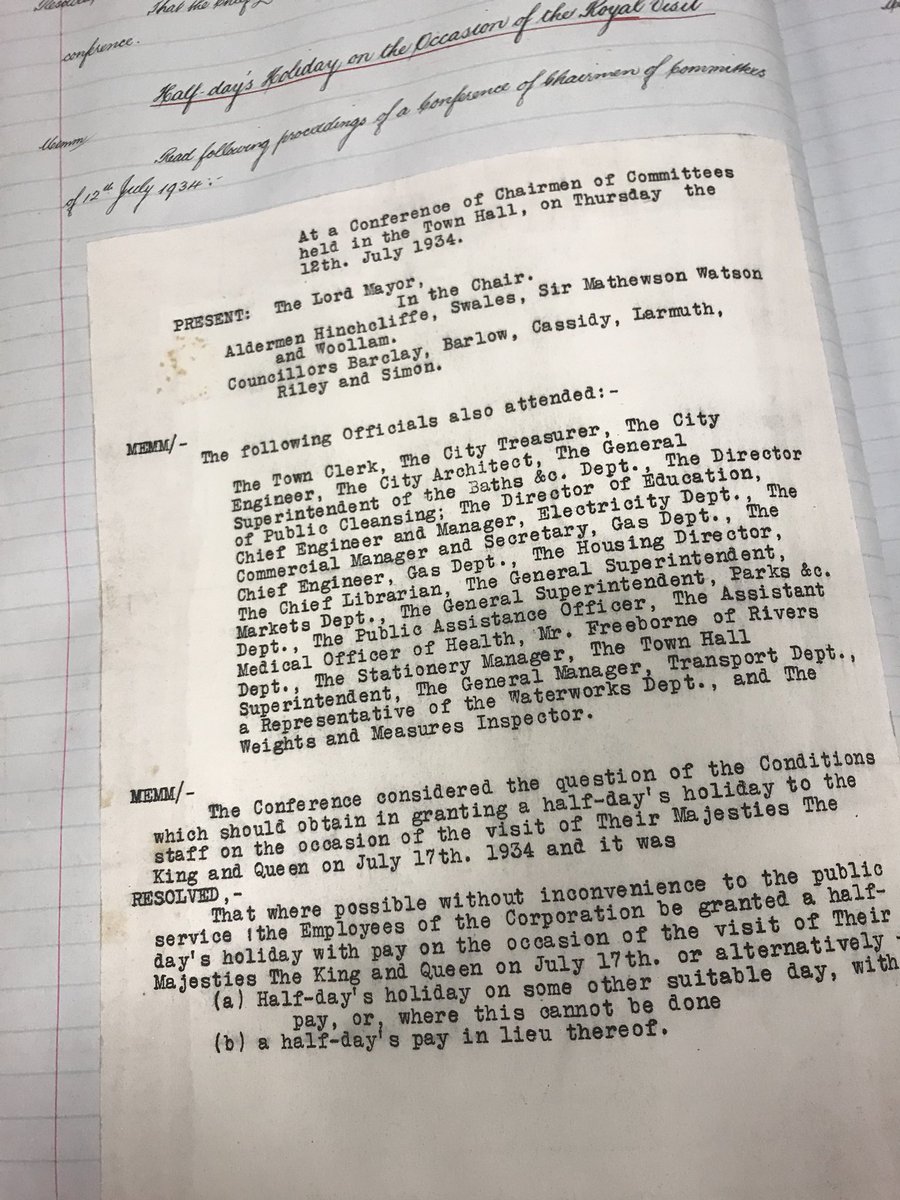 That the
conference.
Half-day's Holiday on the Occasion of the Royal Visit
Memm/ Read following proceedings of a Conference of Chairmen of Committees
of 12th July 1934:-
At a Conference of Chairmen of Committees
held in the Town Hall, on Thursday the
12th. July 1934.
PRESENT: The Lord Mayor,
In the Chair.
Aldermen Hinchcliffe, Swales, Sir Mathewson Watson
and Woollam.
Councillors Barclay, Barlow, Cassidy, Larmuth,
Riley and Simon.
MEMM/- The following Officials also attended:-
The Town Clerk, The City Treasurer, The City
Engineer, The City Architect, The General
Superintendent of the Baths &c. Dept., The Director
of Public Cleansing; The Director of Education,
Chief Engineer and Manager, Electricity Dept., The
Commercial Manager and Secretary, Gas Dept., The
Chief Engineer, Gas Dept., The Housing Director,
The Chief Librarian, The General Superintendent,
Markets Dept., The General Superintendent, Parks &c.
Dept., The Public Assistance Officer, The Assistant
Medical Officer of Health, Mr. Freeborne of Rivers
Dept., The Stationery Manager, The Town Hall
Superintendent, The General Manager, Transport Dept.,
a Representative of the Waterworks Dept., and The
Weights and Measures Inspector.
MEMM/-
The Conference considered the question of the Conditions
which should obtain in granting a half-day's holiday to the
staff on the occasion of the visit of Their Majesties The
King and Queen on July 17th. 1934 and it was
RESOLVED,-
That where possible without inconvenience to the public
service the Employees of the Corporation be granted a half-
day's holiday with pay on the occasion of the visit of Their
Majesties The King and Queen on July 17th. or alternatively -
(a) Half-day's holiday on some other suitable day, with
pay, or, where this cannot be done
(b) a half-day's pay in lieu thereof.